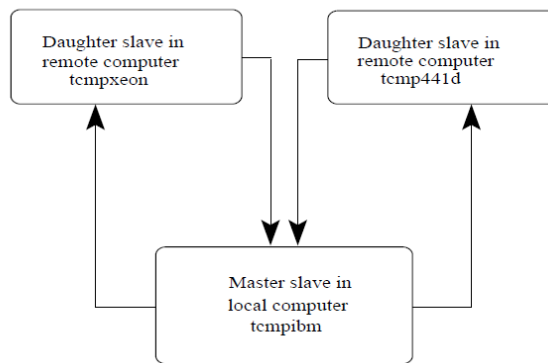 Daughter slave in
remote computer
tcmpxeon
Daughter slave in
remote computer
tcmp441d
Master slave in
local computer
tcmpibm